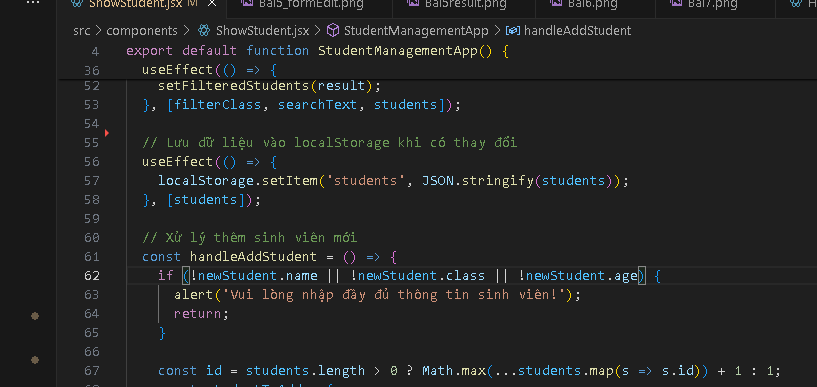 ShowStudent.jsx M Bai5_formEdit.png Bai5result.png Bai6.png Bai7.png
src > components > ShowStudent.jsx > StudentManagementApp > handleAddStudent
4 export default function StudentManagementApp() {
36 useEffect(() => {
52 setFilteredStudents(result);
53 }, [filterClass, searchText, students]);
54
55 // Lưu dữ liệu vào localStorage khi có thay đổi
56 useEffect(() => {
57 localStorage.setItem('students', JSON.stringify(students));
58 }, [students]);
59
60 // Xử lý thêm sinh viên mới
61 const handleAddStudent = () => {
62 if (!newStudent.name || !newStudent.class || !newStudent.age) {
63 alert('Vui lòng nhập đầy đủ thông tin sinh viên!');
64 return;
65 }
66
67 const id = students.length > 0 ? Math.max(...students.map(s => s.id)) + 1 : 1;